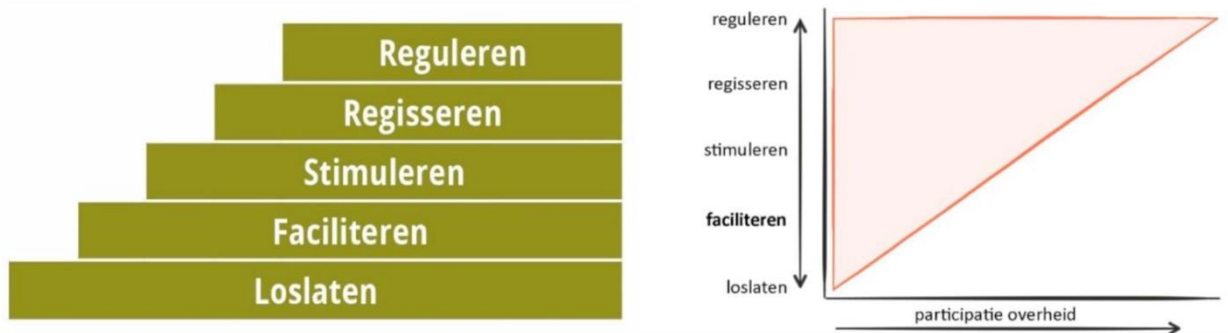 Reguleren
Regisseren
Stimuleren
Faciliteren
Loslaten
reguleren
regisseren
stimuleren
faciliteren
loslaten
participatie overheid